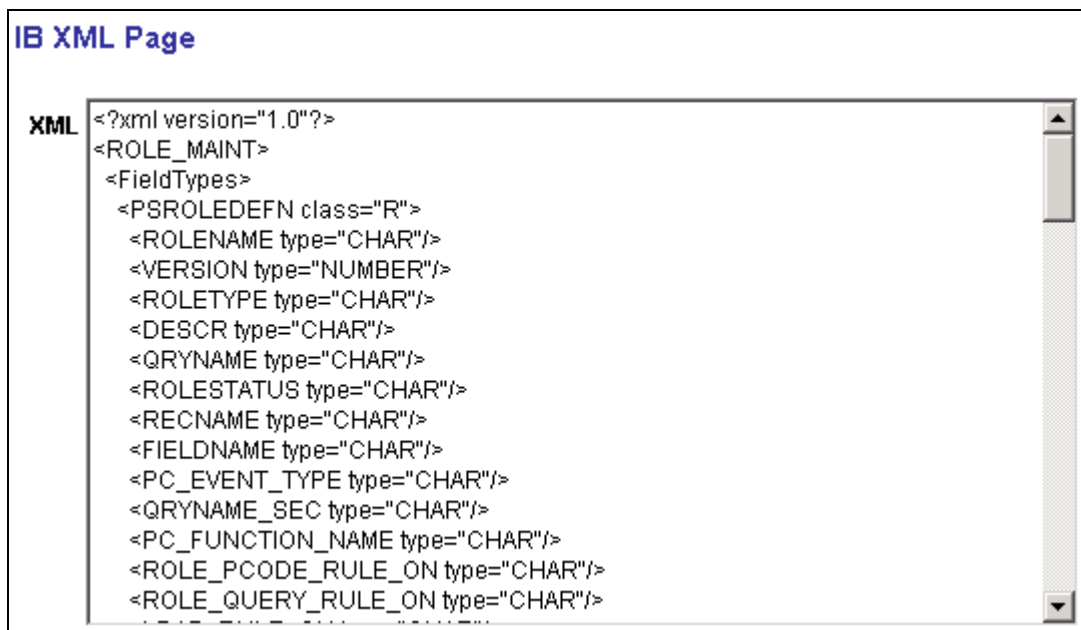 IB XML Page
XML
<?xml version="1.0"?>
<ROLE_MAINT>
<FieldTypes>
<PSROLEDEFN class="R">
<ROLENAME type="CHAR"/>
<VERSION type="NUMBER"/>
<ROLETYPE type="CHAR"/>
<DESCR type="CHAR"/>
<QRYNAME type="CHAR"/>
<ROLESTATUS type="CHAR"/>
<RECNAME type="CHAR"/>
<FIELDNAME type="CHAR"/>
<PC_EVENT_TYPE type="CHAR"/>
<QRYNAME_SEC type="CHAR"/>
<PC_FUNCTION_NAME type="CHAR"/>
<ROLE_PCODE_RULE_ON type="CHAR"/>
<ROLE_QUERY_RULE_ON type="CHAR"/>